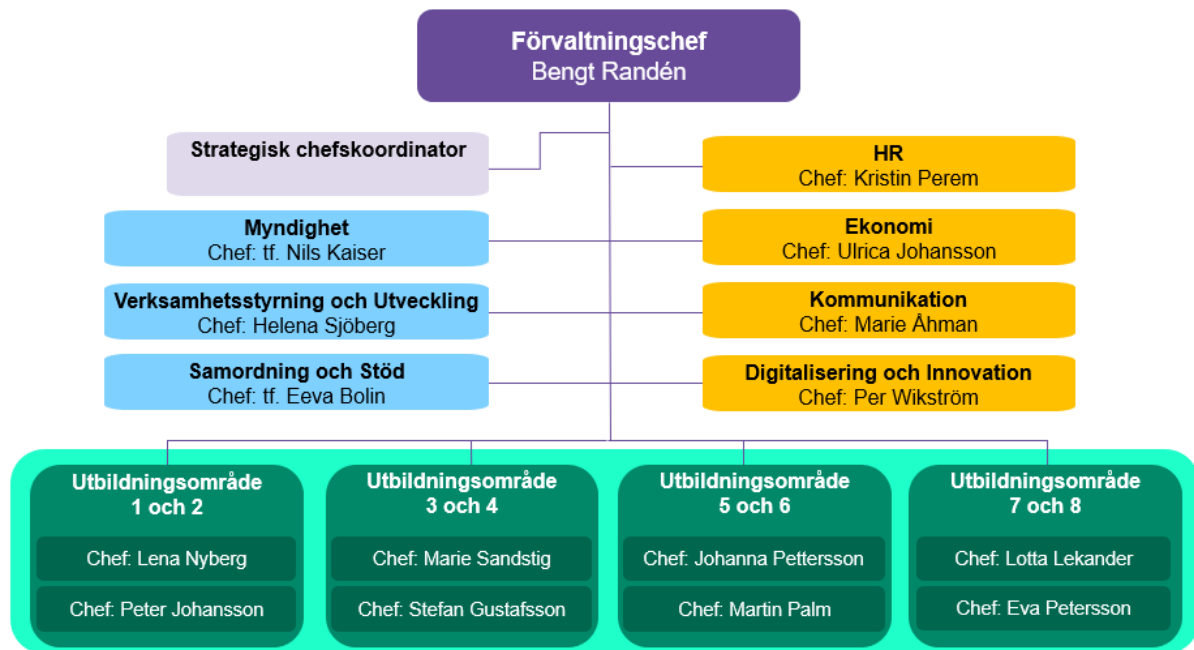 Förvaltningschef
Bengt Randén
Strategisk chefskoordinator
HR
Chef: Kristin Perem
Myndighet
Chef: tf. Nils Kaiser
Ekonomi
Chef: Ulrica Johansson
Verksamhetsstyrning och Utveckling
Chef: Helena Sjöberg
Kommunikation
Chef: Marie Åhman
Samordning och Stöd
Chef: tf. Eeva Bolin
Digitalisering och Innovation
Chef: Per Wikström
Utbildningsområde
1 och 2
Chef: Lena Nyberg
Chef: Peter Johansson
Utbildningsområde
3 och 4
Chef: Marie Sandstig
Chef: Stefan Gustafsson
Utbildningsområde
5 och 6
Chef: Johanna Pettersson
Chef: Martin Palm
Utbildningsområde
7 och 8
Chef: Lotta Lekander
Chef: Eva Petersson